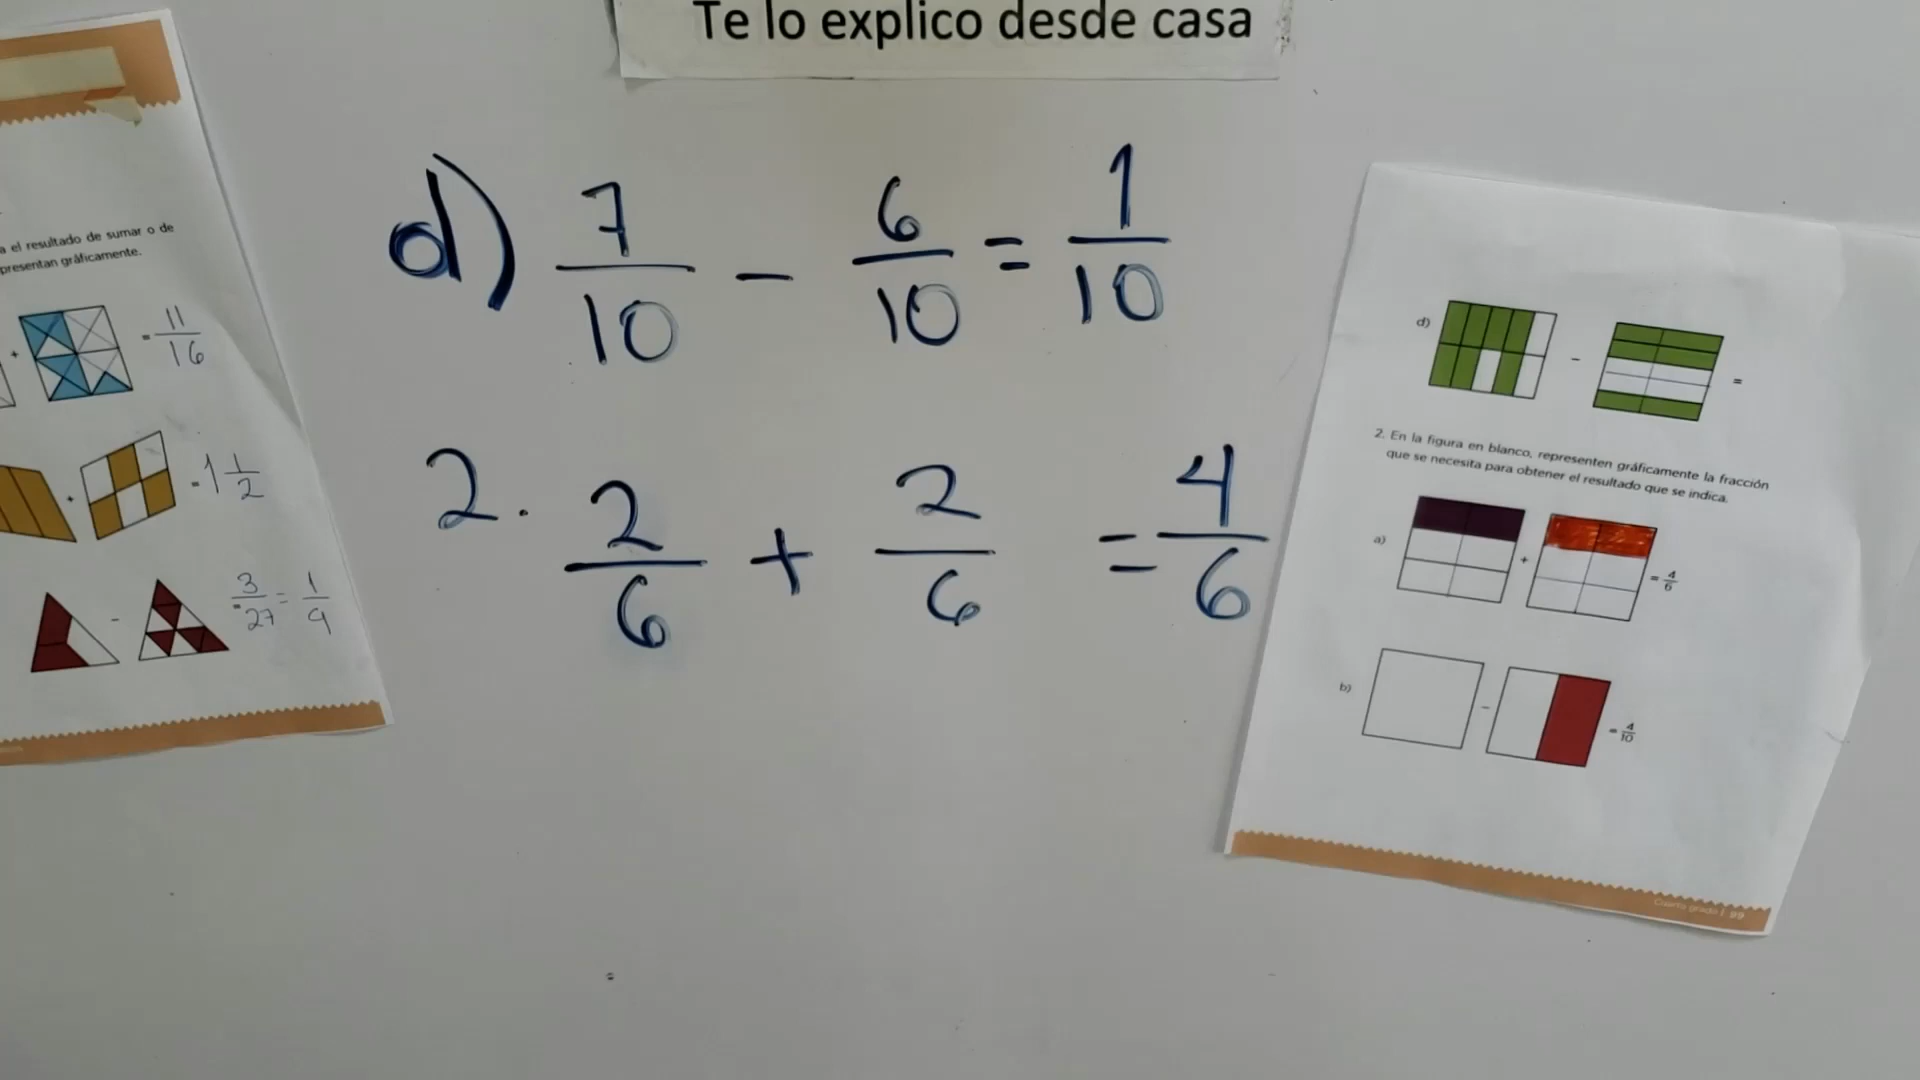 Te lo explico desde casa
a el resultado de sumar o de
presentan gráficamente.
+ = 11/16
+ = 1 1/2
- = 3/27 = 1/9
d) 7/10 - 6/10 = 1/10
2. 2/6 + 2/6 = 4/6
d) - =
2. En la figura en blanco, representen gráficamente la fracción
que se necesita para obtener el resultado que se indica.
a) + = 4/6
b) - = 4/10
Cuarto grado | 99